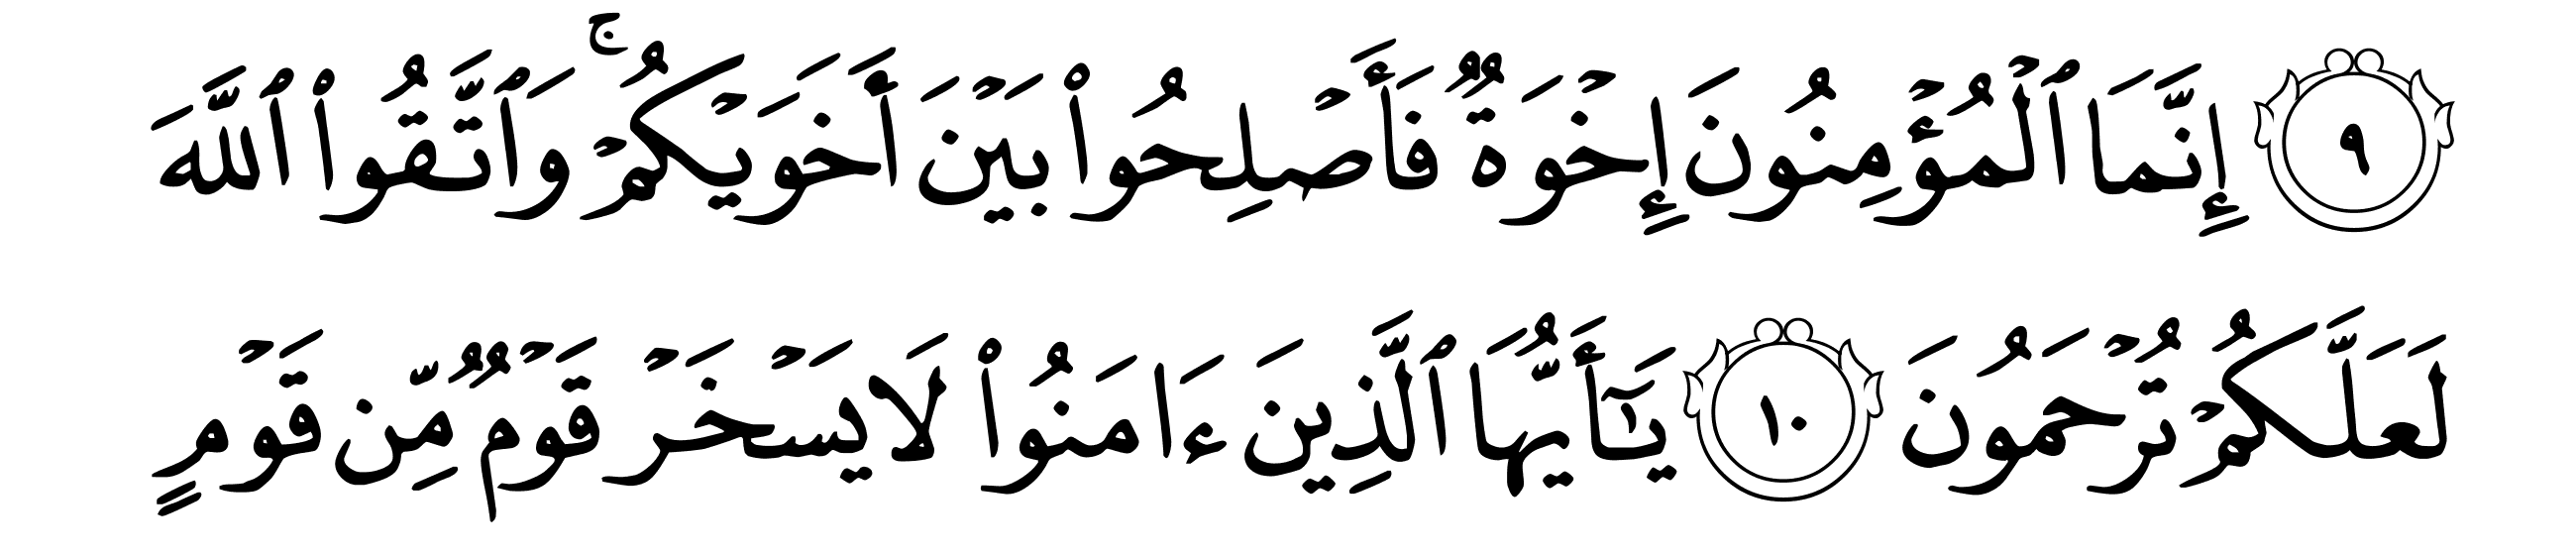 ٩ إِنَّمَا ٱلْمُؤْمِنُونَ إِخْوَةٌ فَأَصْلِحُوا۟ بَيْنَ أَخَوَيْكُمْ ۚ وَٱتَّقُوا۟ ٱللَّهَ
لَعَلَّكُمْ تُرْحَمُونَ ١٠ يَـٰٓأَيُّهَا ٱلَّذِينَ ءَامَنُوا۟ لَا يَسْخَرْ قَوْمٌ مِّن قَوْمٍ